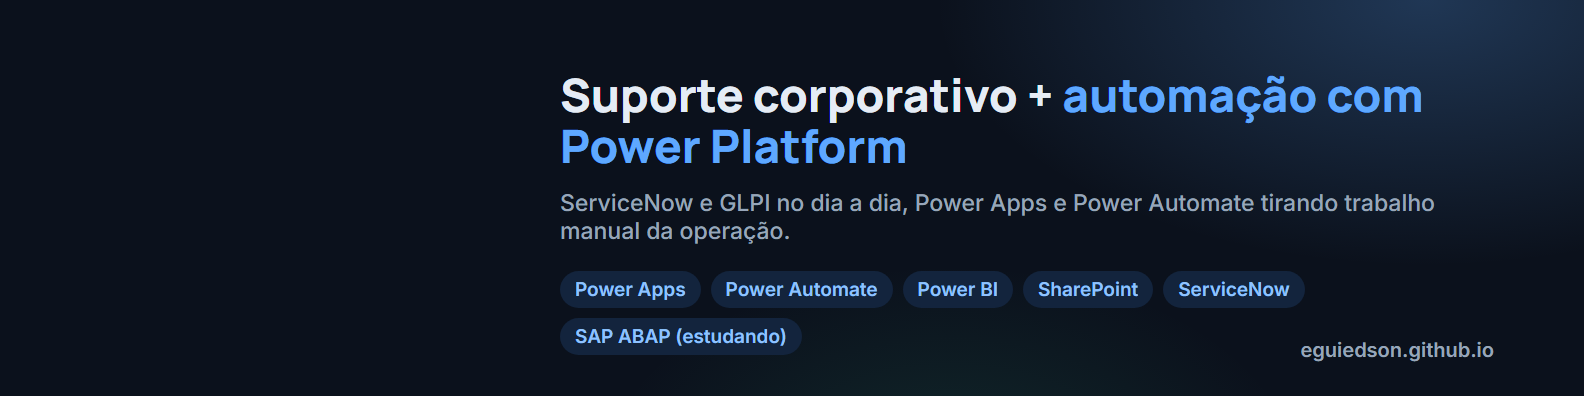 Suporte corporativo + automação com
Power Platform
ServiceNow e GLPI no dia a dia, Power Apps e Power Automate tirando trabalho
manual da operação.
Power Apps Power Automate Power BI SharePoint ServiceNow
SAP ABAP (estudando)
eguiedson.github.io